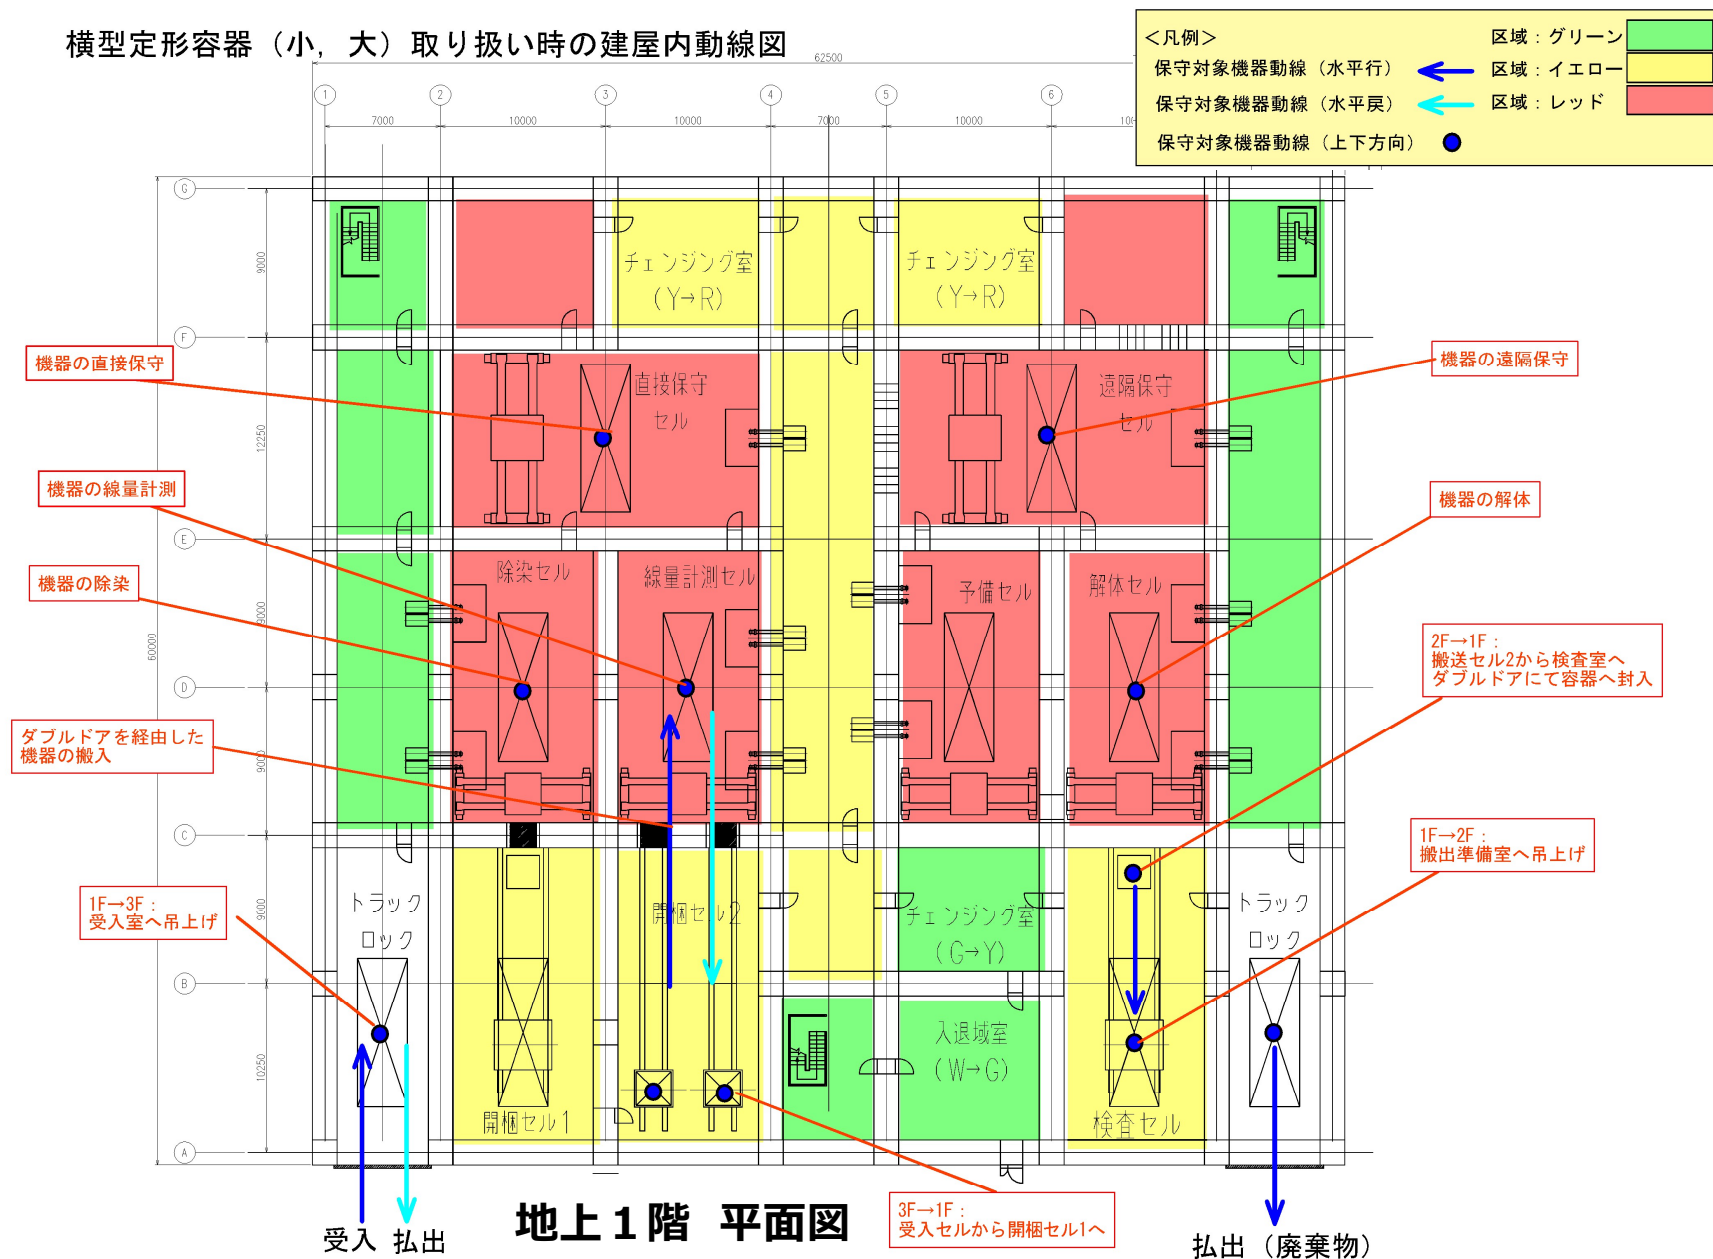 横型定形容器（小，大）取り扱い時の建屋内動線図
＜凡例＞
保守対象機器動線（水平行）
保守対象機器動線（水平戻）
保守対象機器動線（上下方向）
区域：グリーン
区域：イエロー
区域：レッド
62500
1
2
3
4
5
6
7000
10000
10000
7000
10000
G
F
E
D
C
B
A
60000
9000
12250
9000
9000
9000
10250
チェンジング室
（Y→R）
チェンジング室
（Y→R）
機器の直接保守
直接保守
セル
遠隔保守
セル
機器の遠隔保守
機器の線量計測
機器の解体
機器の除染
除染セル
線量計測セル
予備セル
解体セル
2F→1F：
搬送セル2から検査室へ
ダブルドアにて容器へ封入
ダブルドアを経由した
機器の搬入
1F→2F：
搬出準備室へ吊上げ
1F→3F：
受入室へ吊上げ
トラック
ロック
開梱セル2
チェンジング室
（G→Y）
トラック
ロック
入退域室
（W→G）
開梱セル1
検査セル
3F→1F：
受入セルから開梱セル1へ
受入
払出
地上１階 平面図
払出（廃棄物）